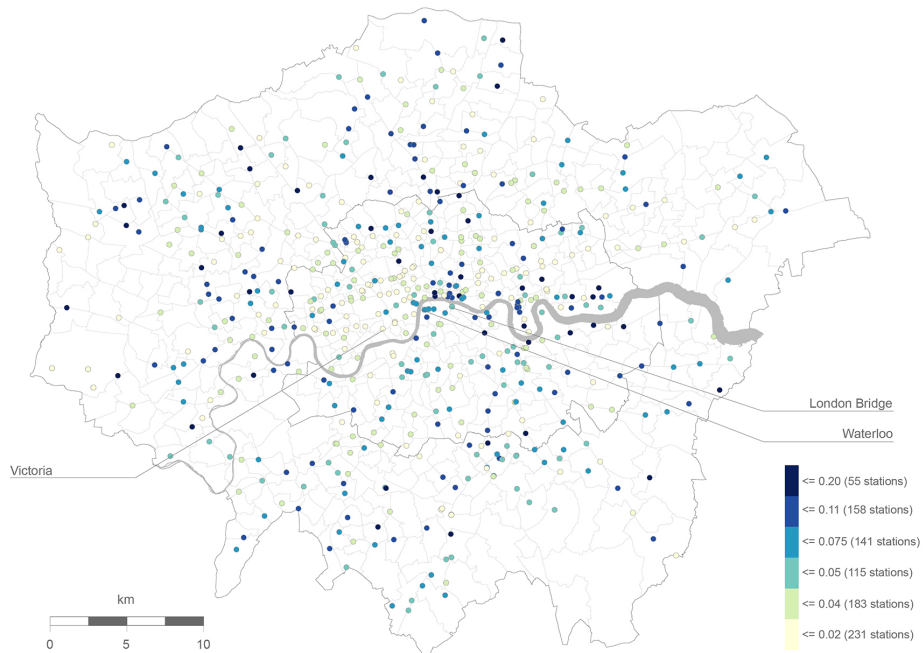 London Bridge
Waterloo
Victoria
<= 0.20 (55 stations)
<= 0.11 (158 stations)
<= 0.075 (141 stations)
<= 0.05 (115 stations)
<= 0.04 (183 stations)
<= 0.02 (231 stations)
km
0 5 10